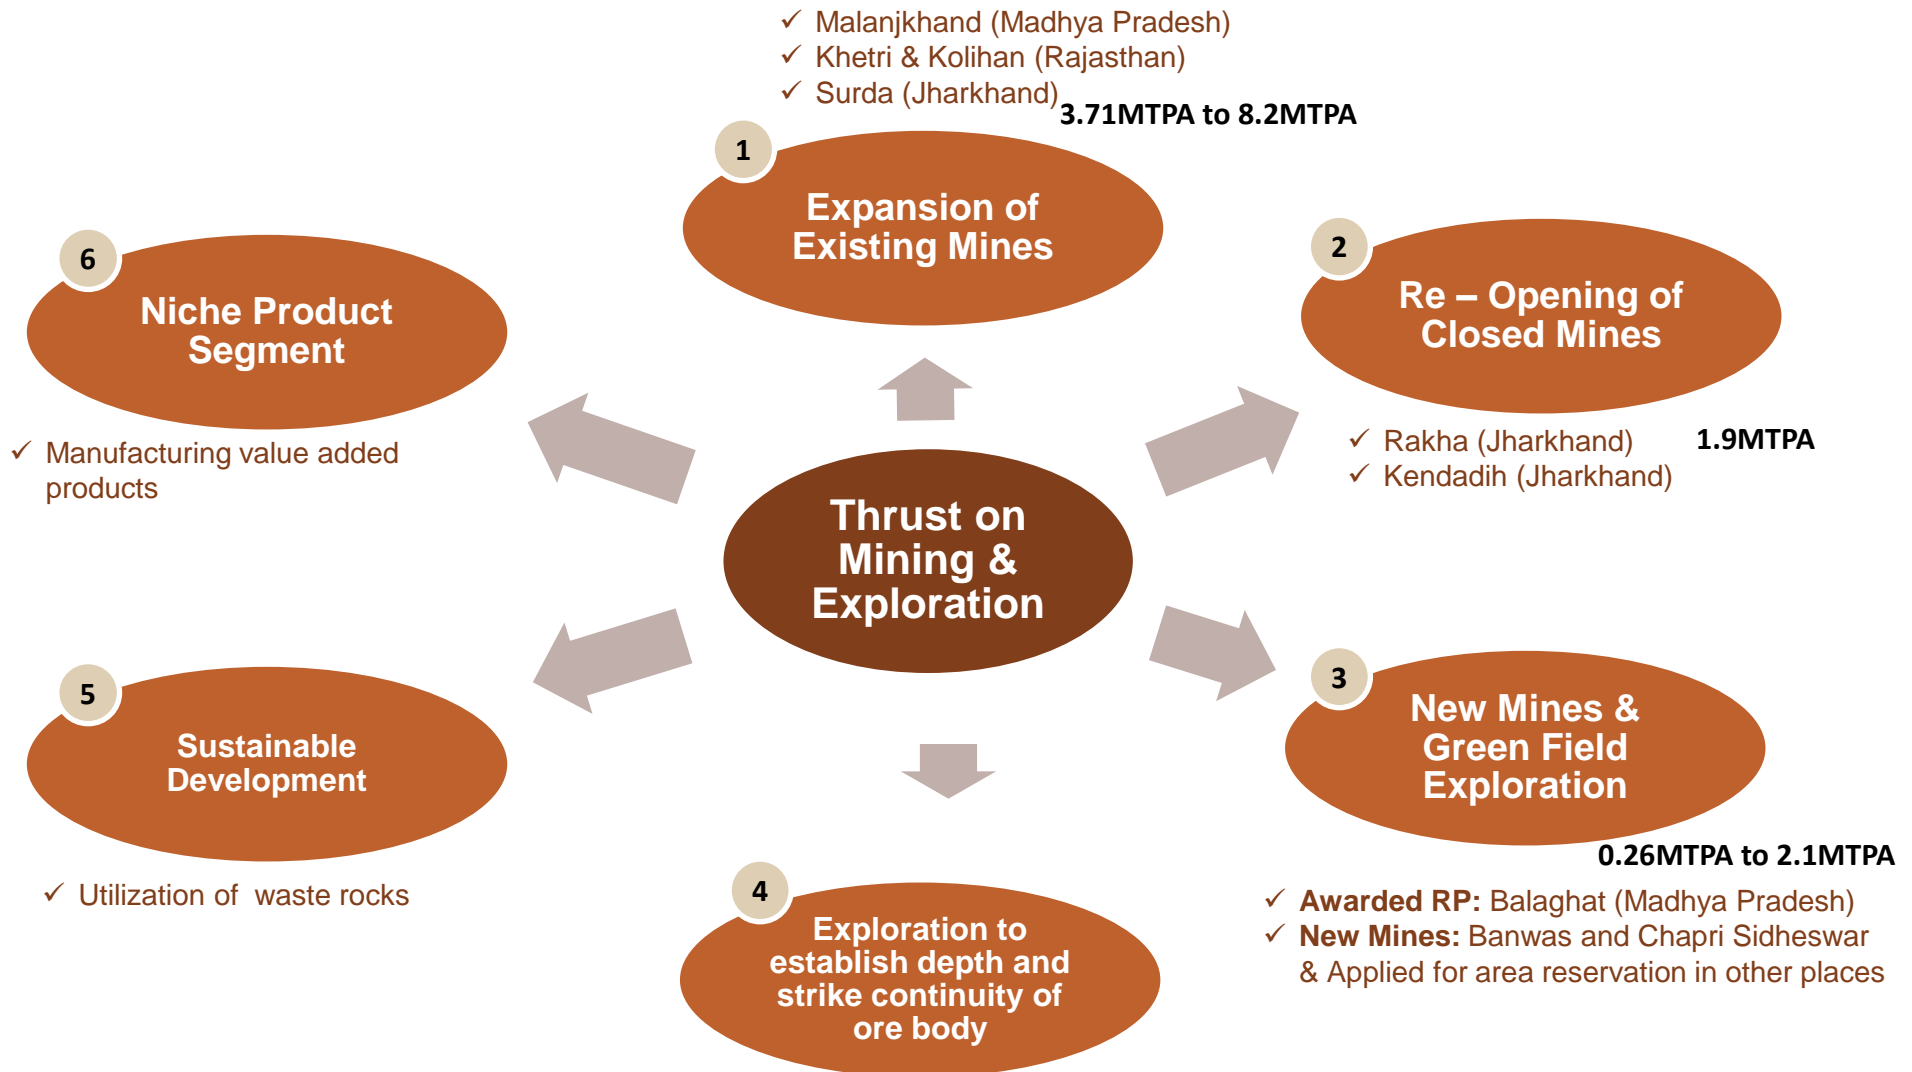 ✓ Malanjkhand (Madhya Pradesh)
✓ Khetri & Kolihan (Rajasthan)
✓ Surda (Jharkhand)
3.71MTPA to 8.2MTPA
1
Expansion of
Existing Mines
2
Re – Opening of
Closed Mines
✓ Rakha (Jharkhand)
1.9MTPA
✓ Kendadih (Jharkhand)
3
New Mines &
Green Field
Exploration
0.26MTPA to 2.1MTPA
✓ Awarded RP: Balaghat (Madhya Pradesh)
✓ New Mines: Banwas and Chapri Sidheswar
& Applied for area reservation in other places
4
Exploration to
establish depth and
strike continuity of
ore body
5
Sustainable
Development
✓ Utilization of waste rocks
6
Niche Product
Segment
✓ Manufacturing value added
products
Thrust on
Mining &
Exploration